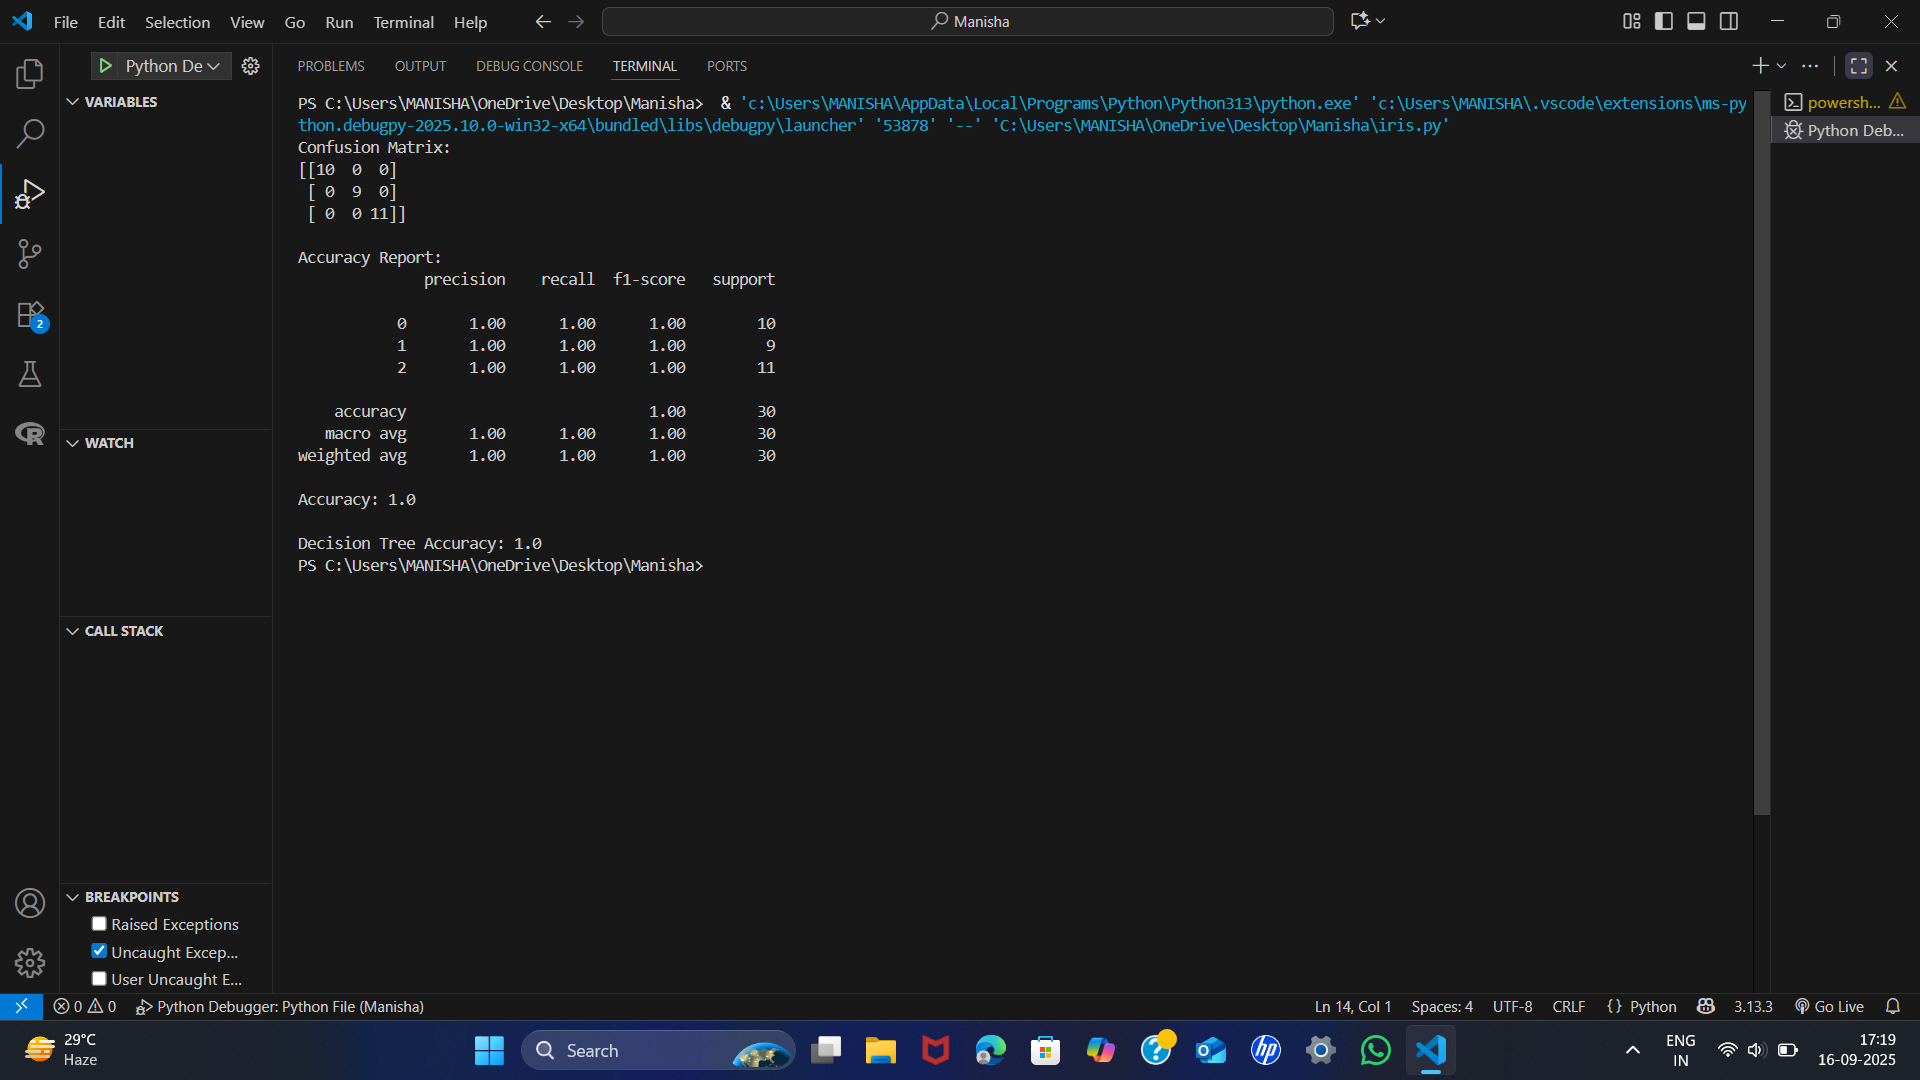 File Edit Selection View Go Run Terminal Help
Manisha
Python De
PROBLEMS OUTPUT DEBUG CONSOLE TERMINAL PORTS
VARIABLES
WATCH
CALL STACK
BREAKPOINTS
Raised Exceptions
Uncaught Excep...
User Uncaught E...
2
PS C:\Users\MANISHA\OneDrive\Desktop\Manisha>  & 'c:\Users\MANISHA\AppData\Local\Programs\Python\Python313\python.exe' 'c:\Users\MANISHA\.vscode\extensions\ms-py
thon.debugpy-2025.10.0-win32-x64\bundled\libs\debugpy\launcher' '53878' '--' 'C:\Users\MANISHA\OneDrive\Desktop\Manisha\iris.py'
Confusion Matrix:
[[10  0  0]
 [ 0  9  0]
 [ 0  0 11]]
Accuracy Report:
              precision    recall  f1-score   support
           0       1.00      1.00      1.00        10
           1       1.00      1.00      1.00         9
           2       1.00      1.00      1.00        11
    accuracy                           1.00        30
   macro avg       1.00      1.00      1.00        30
weighted avg       1.00      1.00      1.00        30
Accuracy: 1.0
Decision Tree Accuracy: 1.0
PS C:\Users\MANISHA\OneDrive\Desktop\Manisha>
powersh...
Python Deb...
0 0 Python Debugger: Python File (Manisha)
Ln 14, Col 1 Spaces: 4 UTF-8 CRLF {} Python 3.13.3 Go Live
29°C
Haze
Search
hp
ENG
IN
17:19
16-09-2025